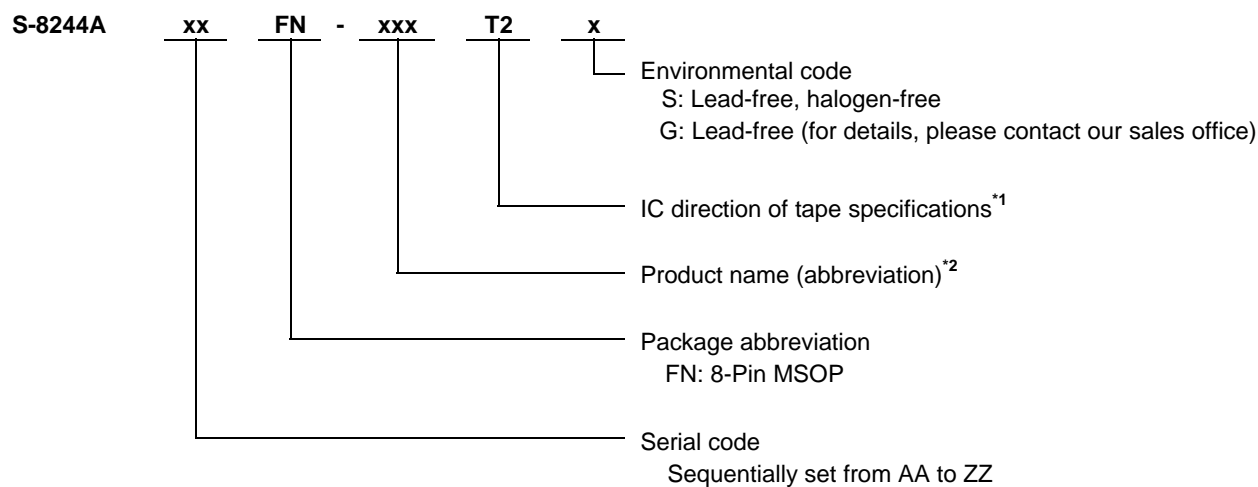 S-8244A xx FN - xxx T2 x
Environmental code
S: Lead-free, halogen-free
G: Lead-free (for details, please contact our sales office)
IC direction of tape specifications*1
Product name (abbreviation)*2
Package abbreviation
FN: 8-Pin MSOP
Serial code
Sequentially set from AA to ZZ